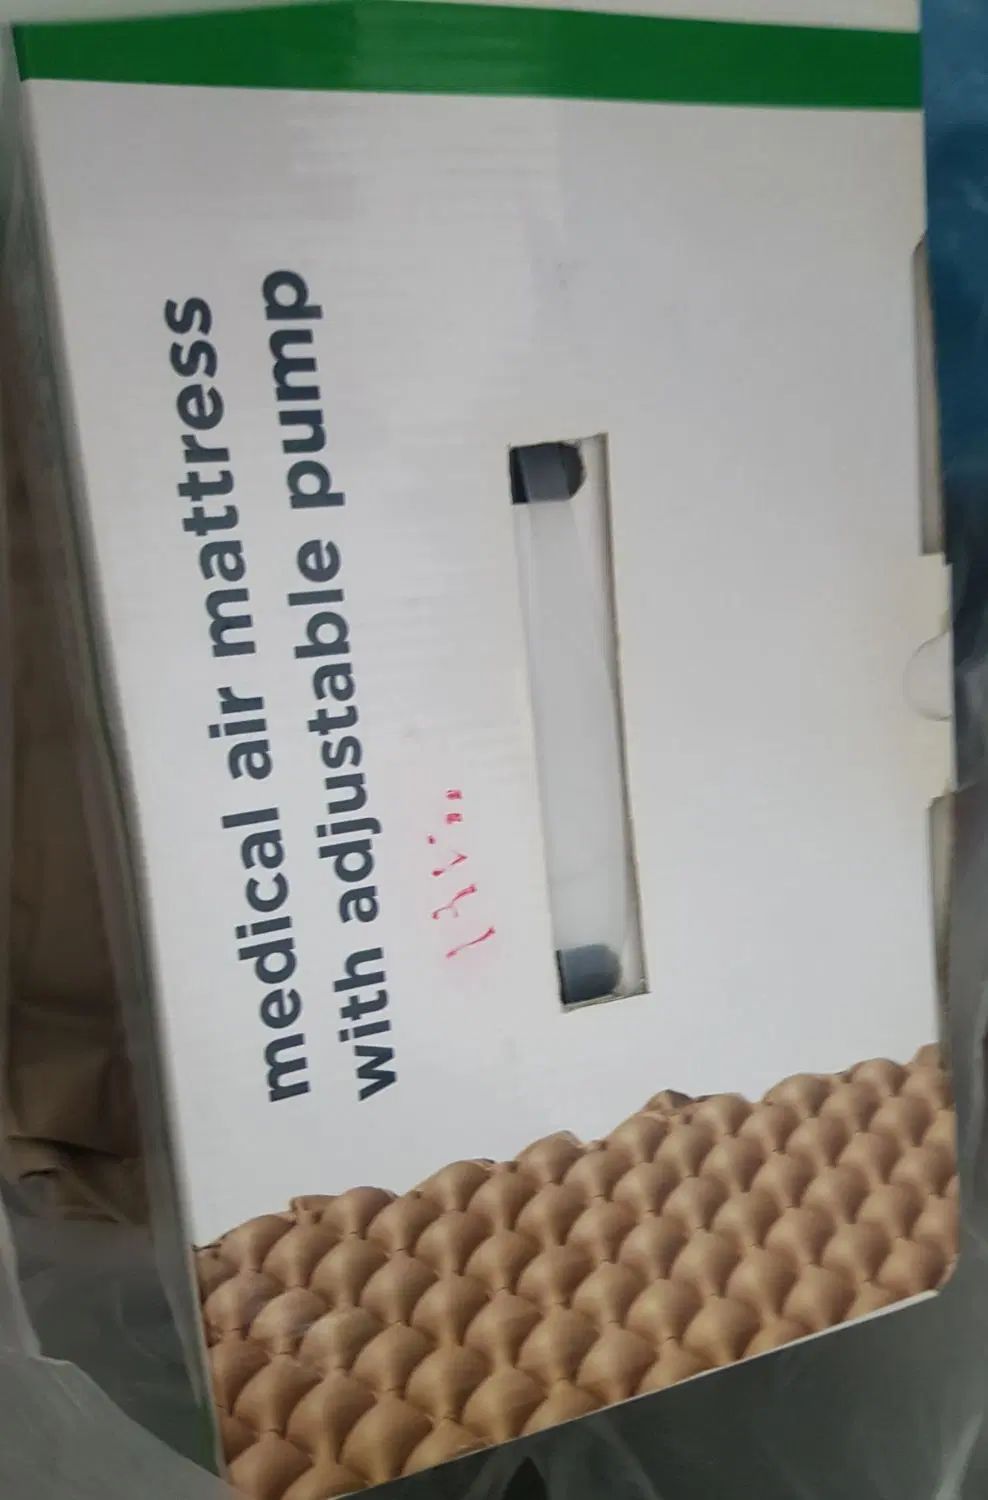 medical air mattress
with adjustable pump